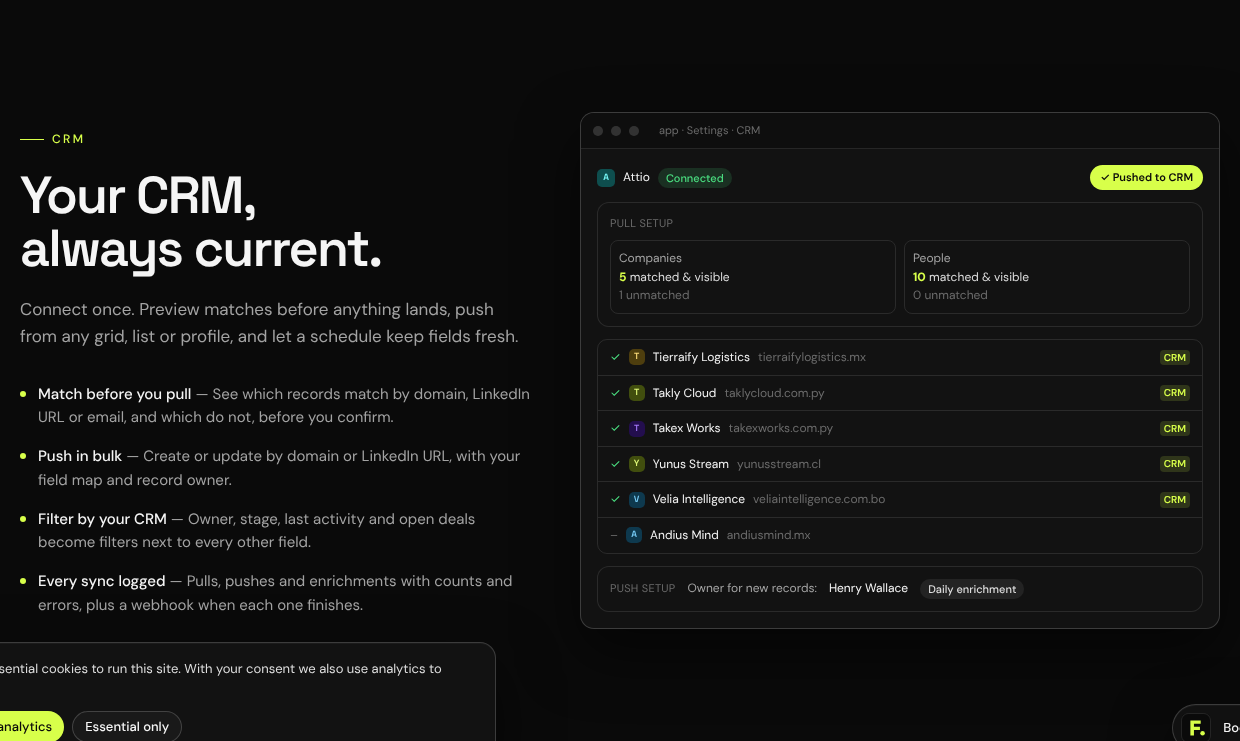 CRM
Your CRM,
always current.
Connect once. Preview matches before anything lands, push
from any grid, list or profile, and let a schedule keep fields fresh.
Match before you pull — See which records match by domain, LinkedIn
URL or email, and which do not, before you confirm.
Push in bulk — Create or update by domain or LinkedIn URL, with your
field map and record owner.
Filter by your CRM — Owner, stage, last activity and open deals
become filters next to every other field.
Every sync logged — Pulls, pushes and enrichments with counts and
errors, plus a webhook when each one finishes.
app · Settings · CRM
A Attio Connected ✓ Pushed to CRM
PULL SETUP
Companies
5 matched & visible
1 unmatched
People
10 matched & visible
0 unmatched
✓ T Tierraify Logistics tierraifylogistics.mx CRM
✓ T Takly Cloud taklycloud.com.py CRM
✓ T Takex Works takexworks.com.py CRM
✓ Y Yunus Stream yunusstream.cl CRM
✓ V Velia Intelligence veliaintelligence.com.bo CRM
– A Andius Mind andiusmind.mx
PUSH SETUP Owner for new records: Henry Wallace Daily enrichment
cookies to run this site. With your consent we also use analytics to
analytics
Essential only
F.